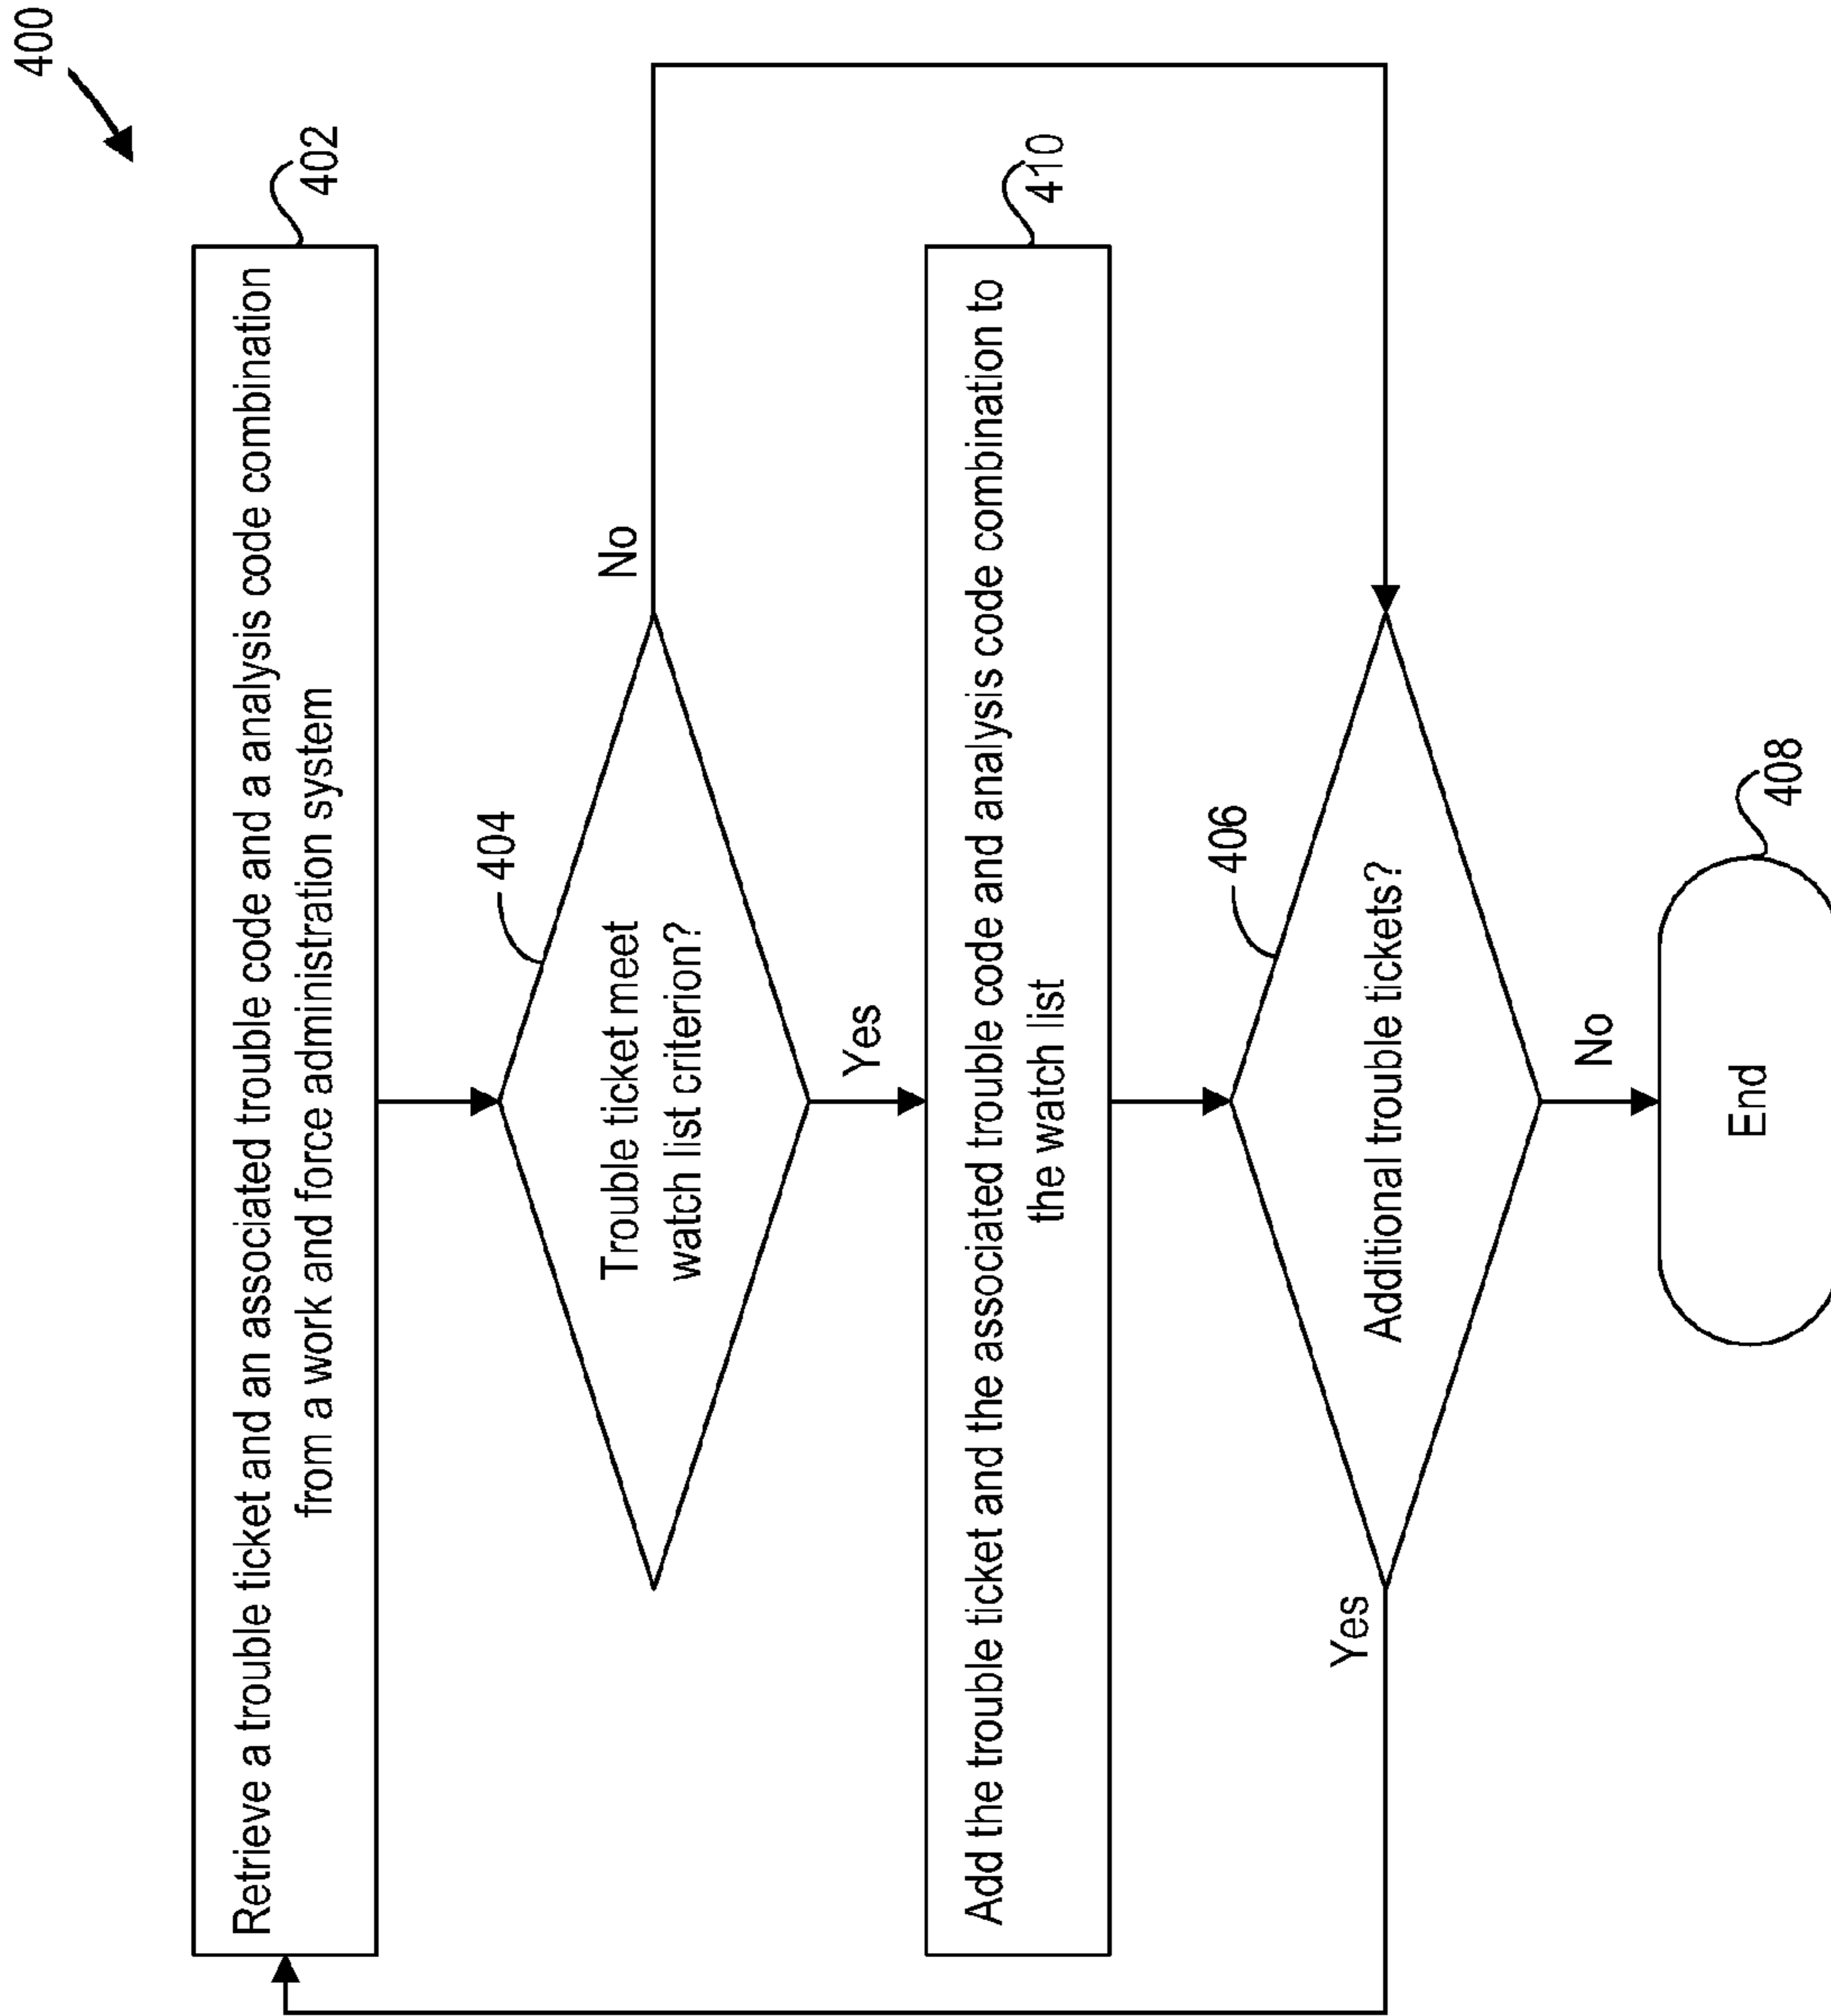 400
Retrieve a trouble ticket and an associated trouble code and a analysis code combination
from a work and force administration system
402
404
Trouble ticket meet
watch list criterion?
No
Yes
Add the trouble ticket and the associated trouble code and analysis code combination to
the watch list
410
406
Additional trouble tickets?
Yes
No
End
408